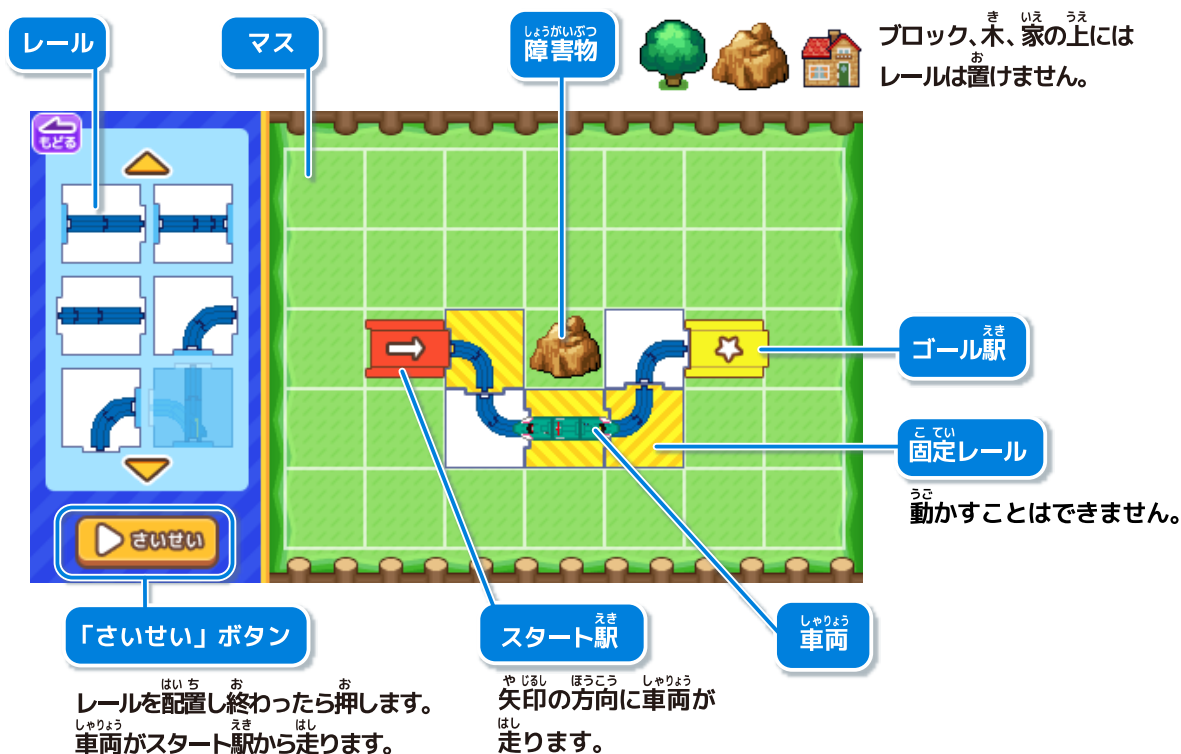 レール
マス
しょうがいぶつ
障害物
き いえ うえ
ブロック、木、家の上には
お
レールは置けません。
もどる
えき
ゴール駅
こてい
固定レール
うご
動かすことはできません。
さいせい
「さいせい」ボタン
はいち お お
レールを配置し終わったら押します。
しゃりょう えき はし
車両がスタート駅から走ります。
えき
スタート駅
やじるし ほうこう しゃりょう
矢印の方向に車両が
はし
走ります。
しゃりょう
車両